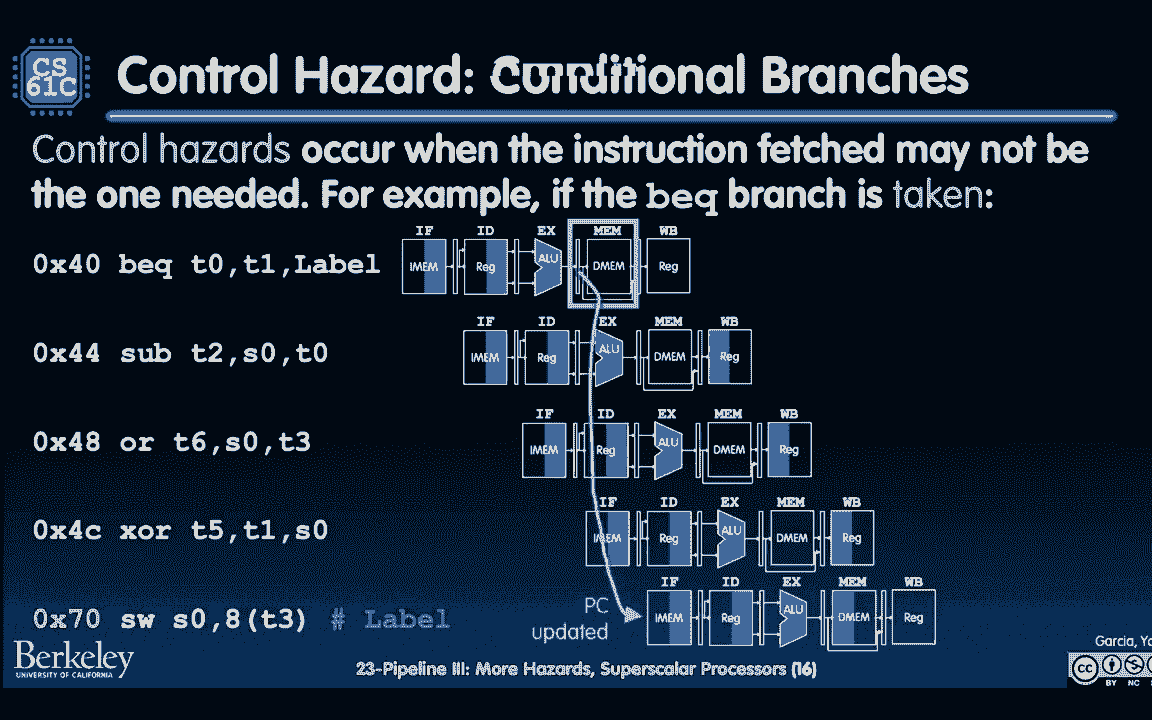 CS
61C
Control Hazard: Conditional Branches
Control hazards occur when the instruction fetched may not be
the one needed. For example, if the beq branch is taken:
IF ID EX MEM WB
0x40 beq t0,t1,Label IMEM Reg ALU DMEM Reg
IF ID EX MEM WB
0x44 sub t2,s0,t0 IMEM Reg ALU DMEM Reg
IF ID EX MEM WB
0x48 or t6,s0,t3 IMEM Reg ALU DMEM Reg
IF ID EX MEM WB
0x4c xor t5,t1,s0 IMEM Reg ALU DMEM Reg
IF ID EX MEM WB
0x70 sw s0,8(t3) # Label PC updated IMEM Reg ALU DMEM Reg
Berkeley
UNIVERSITY OF CALIFORNIA
23-Pipeline III: More Hazards, Superscalar Processors (16)
Garcia,
cc
BY NC